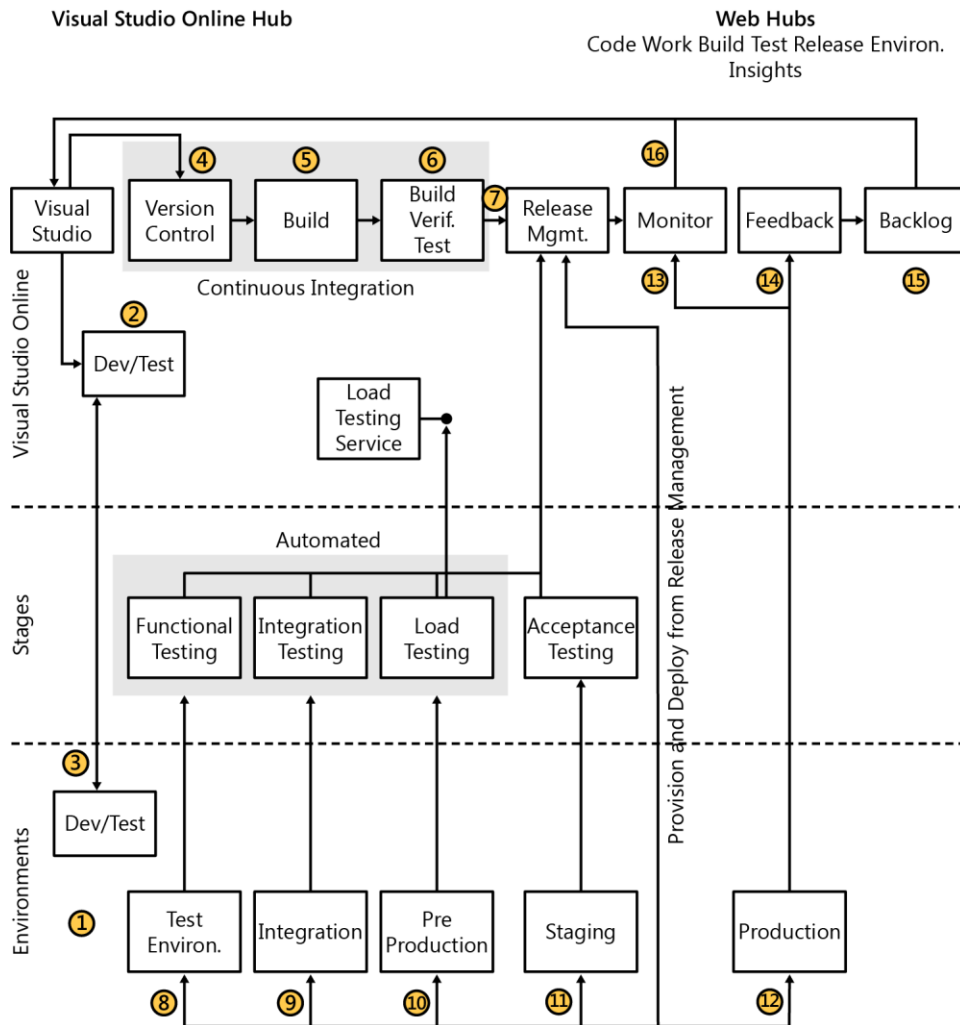 Visual Studio Online Hub
Web Hubs
Code Work Build Test Release Environ.
Insights
4
5
6
7
16
Visual
Studio
Version
Control
Build
Build
Verif.
Test
Release
Mgmt.
Monitor
Feedback
Backlog
Continuous Integration
13
14
15
2
Dev/Test
Visual Studio Online
Load
Testing
Service
Provision and Deploy from Release Management
Automated
Stages
Functional
Testing
Integration
Testing
Load
Testing
Acceptance
Testing
3
Dev/Test
Environments
1
Test
Environ.
Integration
Pre
Production
Staging
Production
8
9
10
11
12